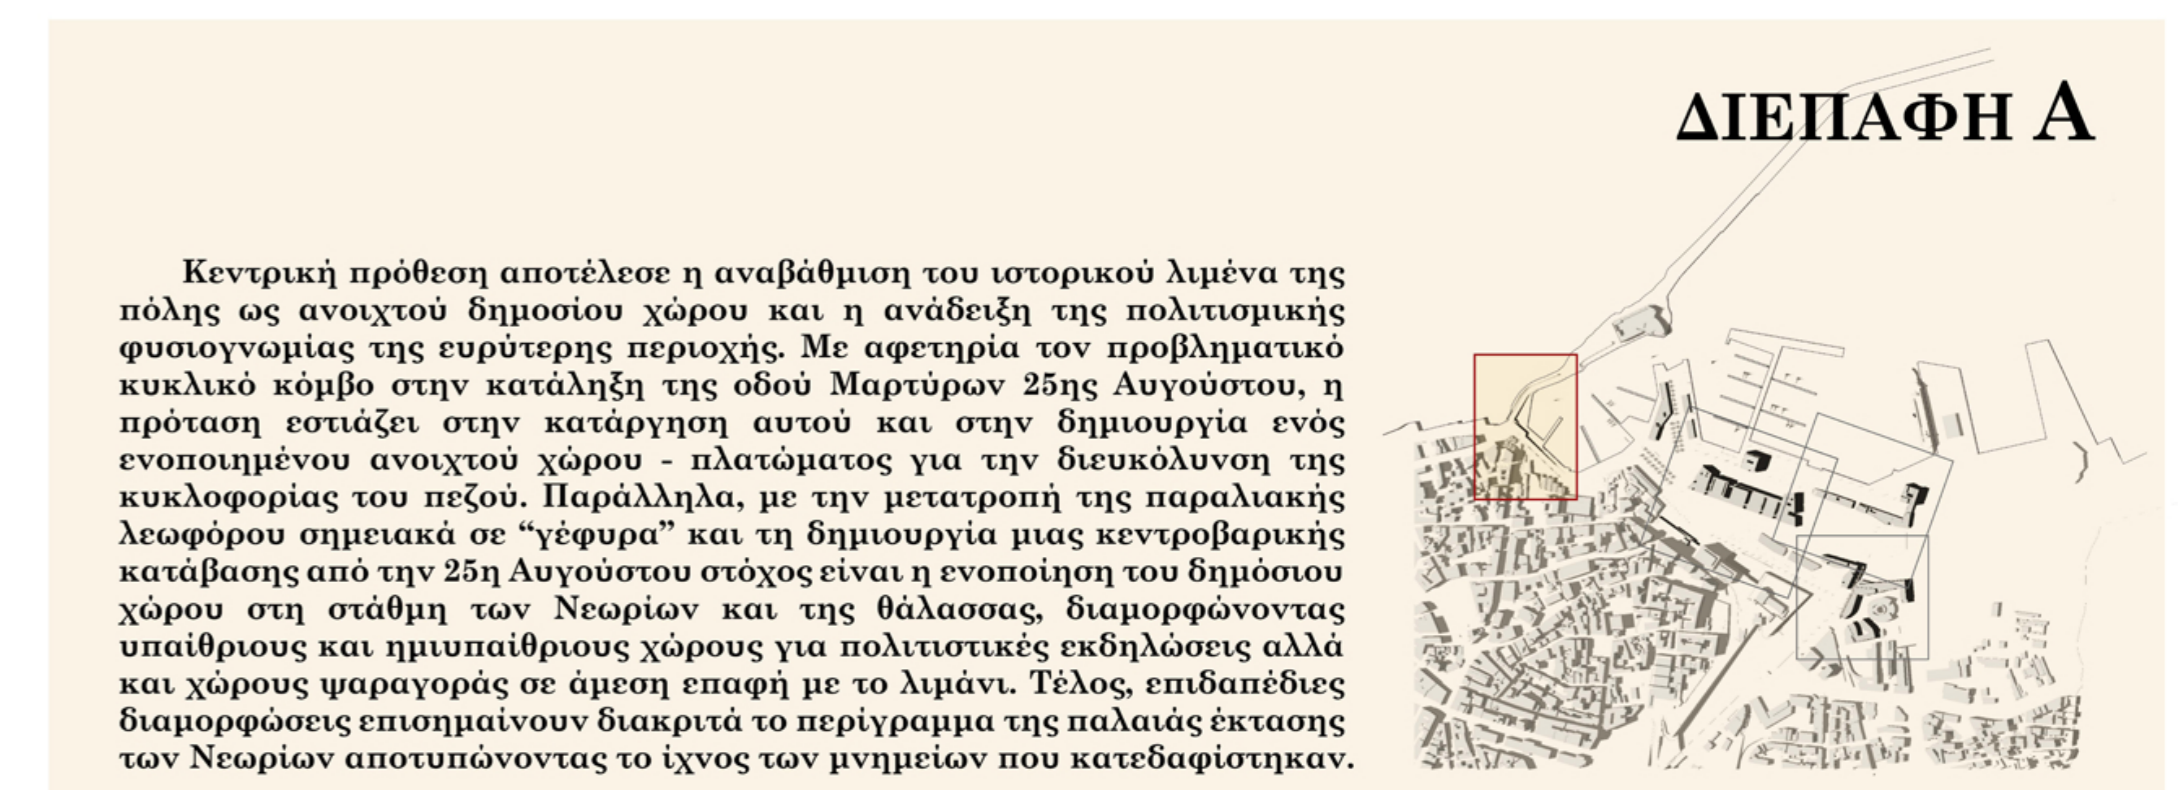 ΔΙΕΠΑΦΗ Α
Κεντρική πρόθεση αποτέλεσε η αναβάθμιση του ιστορικού λιμένα της
πόλης ως ανοιχτού δημοσίου χώρου και η ανάδειξη της πολιτισμικής
φυσιογνωμίας της ευρύτερης περιοχής. Με αφετηρία τον προβληματικό
κυκλικό κόμβο στην κατάληξη της οδού Μαρτύρων 25ης Αυγούστου, η
πρόταση εστιάζει στην κατάργηση αυτού και στην δημιουργία ενός
ενοποιημένου ανοιχτού χώρου - πλατώματος για την διευκόλυνση της
κυκλοφορίας του πεζού. Παράλληλα, με την μετατροπή της παραλιακής
λεωφόρου σημειακά σε “γέφυρα” και τη δημιουργία μιας κεντροβαρικής
κατάβασης από την 25η Αυγούστου στόχος είναι η ενοποίηση του δημόσιου
χώρου στη στάθμη των Νεωρίων και της θάλασσας, διαμορφώνοντας
υπαίθριους και ημιυπαίθριους χώρους για πολιτιστικές εκδηλώσεις αλλά
και χώρους ψαραγοράς σε άμεση επαφή με το λιμάνι. Τέλος, επιδαπέδιες
διαμορφώσεις επισημαίνουν διακριτά το περίγραμμα της παλαιάς έκτασης
των Νεωρίων αποτυπώνοντας το ίχνος των μνημείων που κατεδαφίστηκαν.